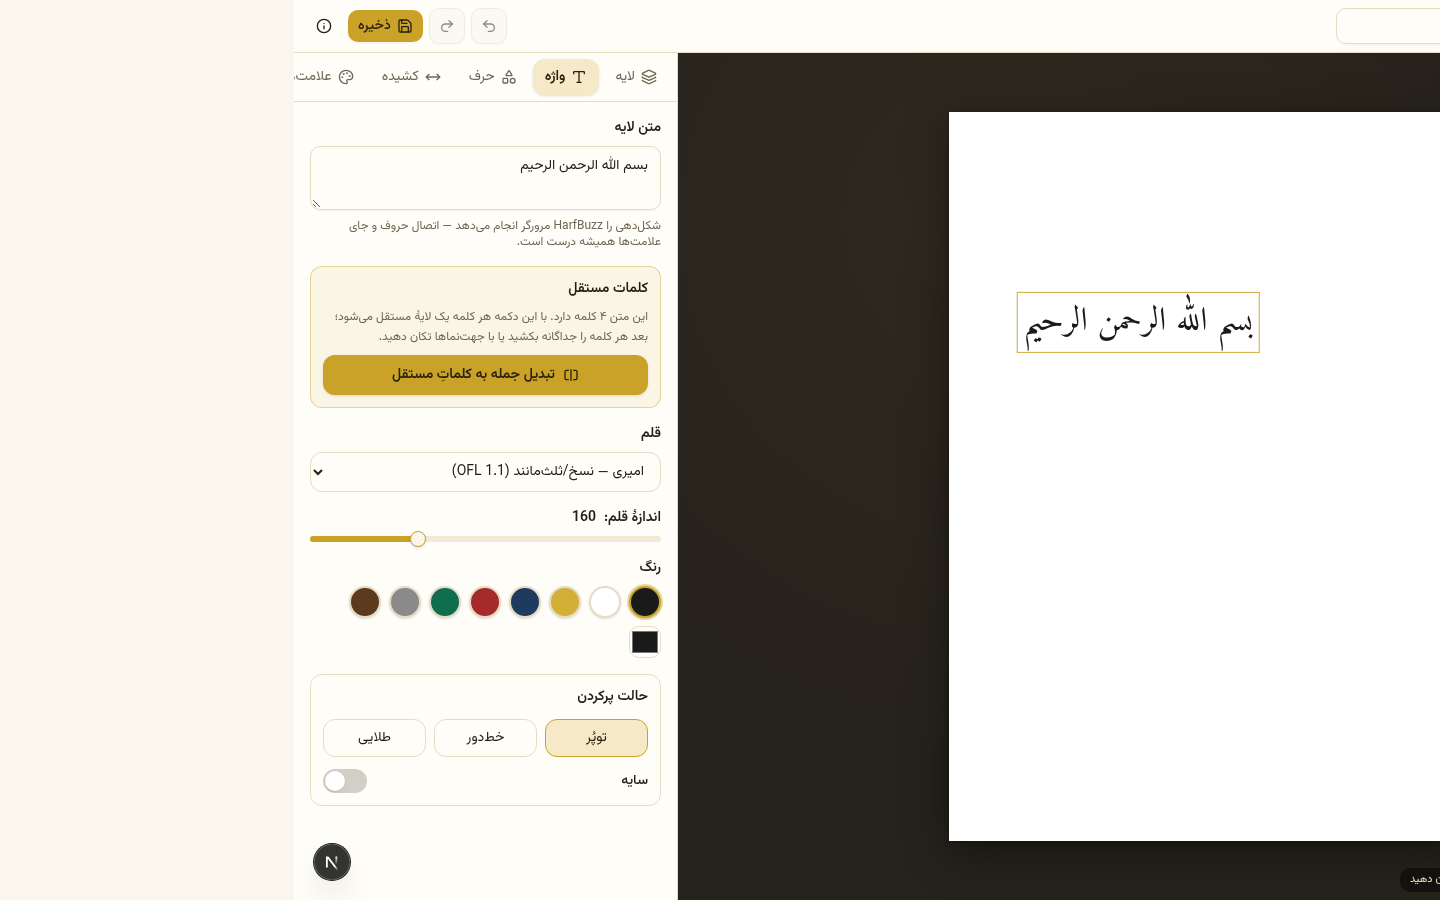 ذخیره
لایه
واژه
حرف
کشیده
علامت‌
متن لایه
بسم الله الرحمن الرحیم
شکل‌دهی را HarfBuzz مرورگر انجام می‌دهد — اتصال حروف و جای
علامت‌ها همیشه درست است.
کلمات مستقل
این متن ۴ کلمه دارد. با این دکمه هر کلمه یک لایهٔ مستقل می‌شود؛
بعد هر کلمه را جداگانه بکشید یا با جهت‌نماها تکان دهید.
تبدیل جمله به کلماتِ مستقل
قلم
امیری — نسخ/ثلث‌مانند (OFL 1.1)
اندازهٔ قلم: 160
رنگ
حالت پرکردن
توپُر
خط‌دور
طلایی
سایه
N
بسم الله الرحمن الرحیم
ن دهید